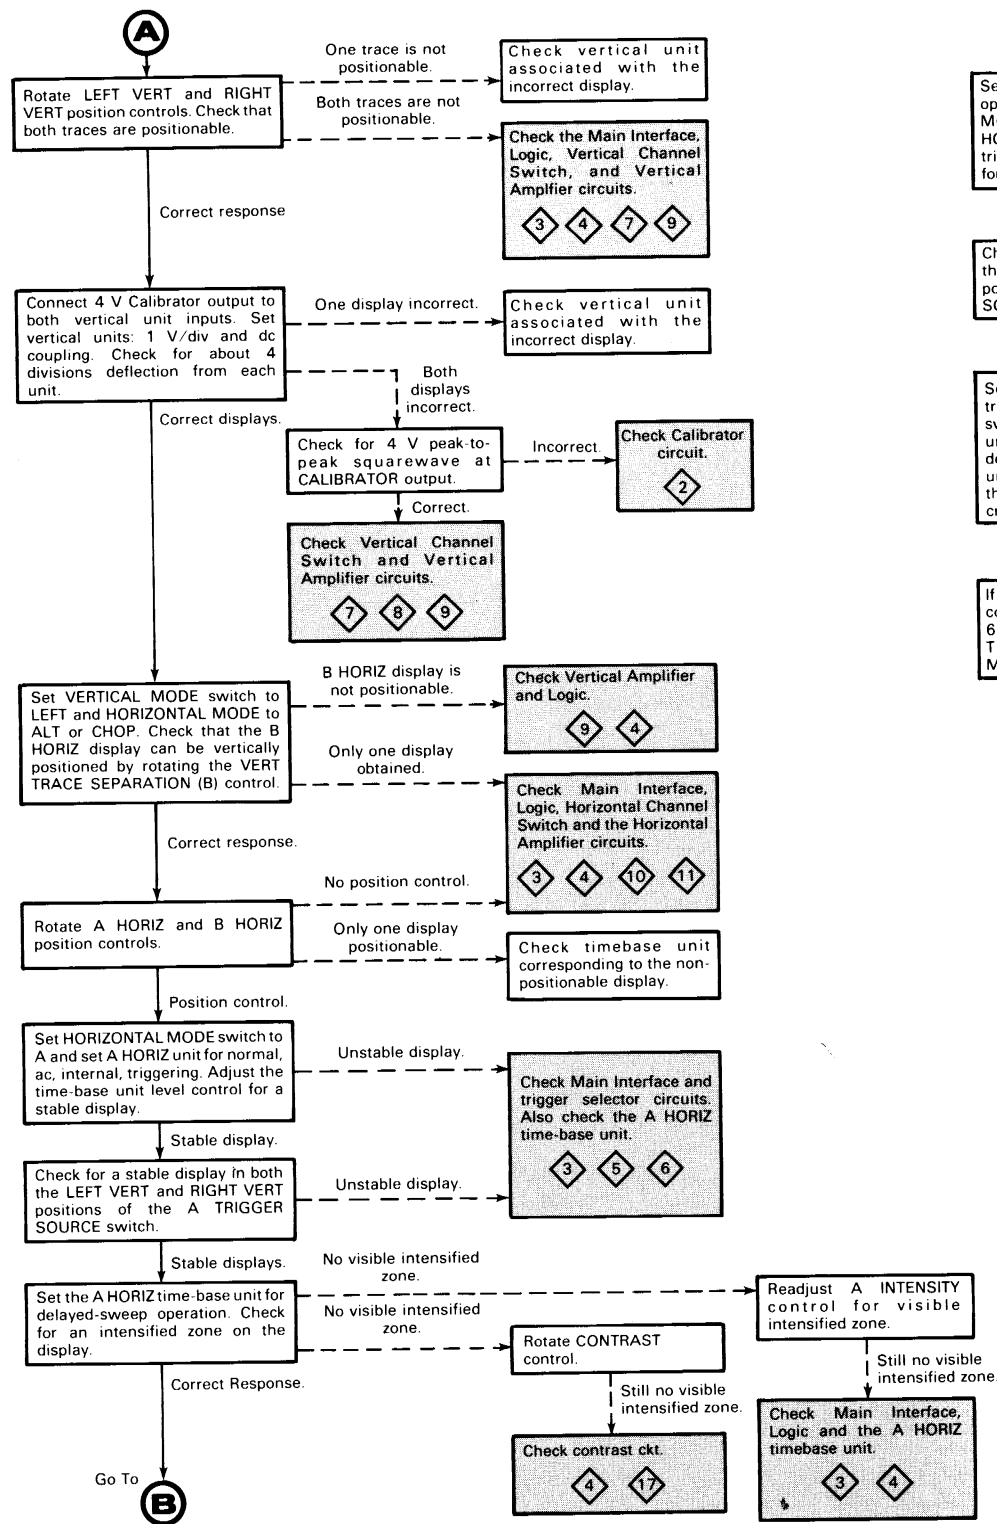 A
Rotate LEFT VERT and RIGHT
VERT position controls. Check that
both traces are positionable.
One trace is not
positionable.
Check vertical unit
associated with the
incorrect display.
Both traces are not
positionable.
Check the Main Interface,
Logic, Vertical Channel
Switch, and Vertical
Amplfier circuits.
3 4 7 9
Correct response
Connect 4 V Calibrator output to
both vertical unit inputs. Set
vertical units: 1 V/div and dc
coupling. Check for about 4
divisions deflection from each
unit.
One display incorrect.
Check vertical unit
associated with the
incorrect display.
Both
displays
incorrect.
Correct displays.
Check for 4 V peak-to-
peak squarewave at
CALIBRATOR output.
Incorrect.
Check Calibrator
circuit.
2
Correct.
Check Vertical Channel
Switch and Vertical
Amplifier circuits.
7 8 9
Set VERTICAL MODE switch to
LEFT and HORIZONTAL MODE to
ALT or CHOP. Check that the B
HORIZ display can be vertically
positioned by rotating the VERT
TRACE SEPARATION (B) control.
B HORIZ display is
not positionable.
Check Vertical Amplifier
and Logic.
9 4
Only one display
obtained.
Check Main Interface,
Logic, Horizontal Channel
Switch and the Horizontal
Amplifier circuits.
3 4 10 11
Correct response.
No position control.
Rotate A HORIZ and B HORIZ
position controls.
Only one display
positionable.
Check timebase unit
corresponding to the non-
positionable display.
Position control.
Set HORIZONTAL MODE switch to
A and set A HORIZ unit for normal,
ac, internal, triggering. Adjust the
time-base unit level control for a
stable display.
Unstable display.
Check Main Interface and
trigger selector circuits.
Also check the A HORIZ
time-base unit.
3 5 6
Stable display.
Check for a stable display in both
the LEFT VERT and RIGHT VERT
positions of the A TRIGGER
SOURCE switch.
Unstable display.
Stable displays.
Set the A HORIZ time-base unit for
delayed-sweep operation. Check
for an intensified zone on the
display.
No visible intensified
zone.
Readjust A INTENSITY
control for visible
intensified zone.
No visible intensified
zone.
Rotate CONTRAST
control.
Still no visible
intensified zone.
Check Main Interface,
Logic and the A HORIZ
timebase unit.
3 4
Still no visible
intensified zone.
Check contrast ckt.
4 17
Correct Response.
Go To
B